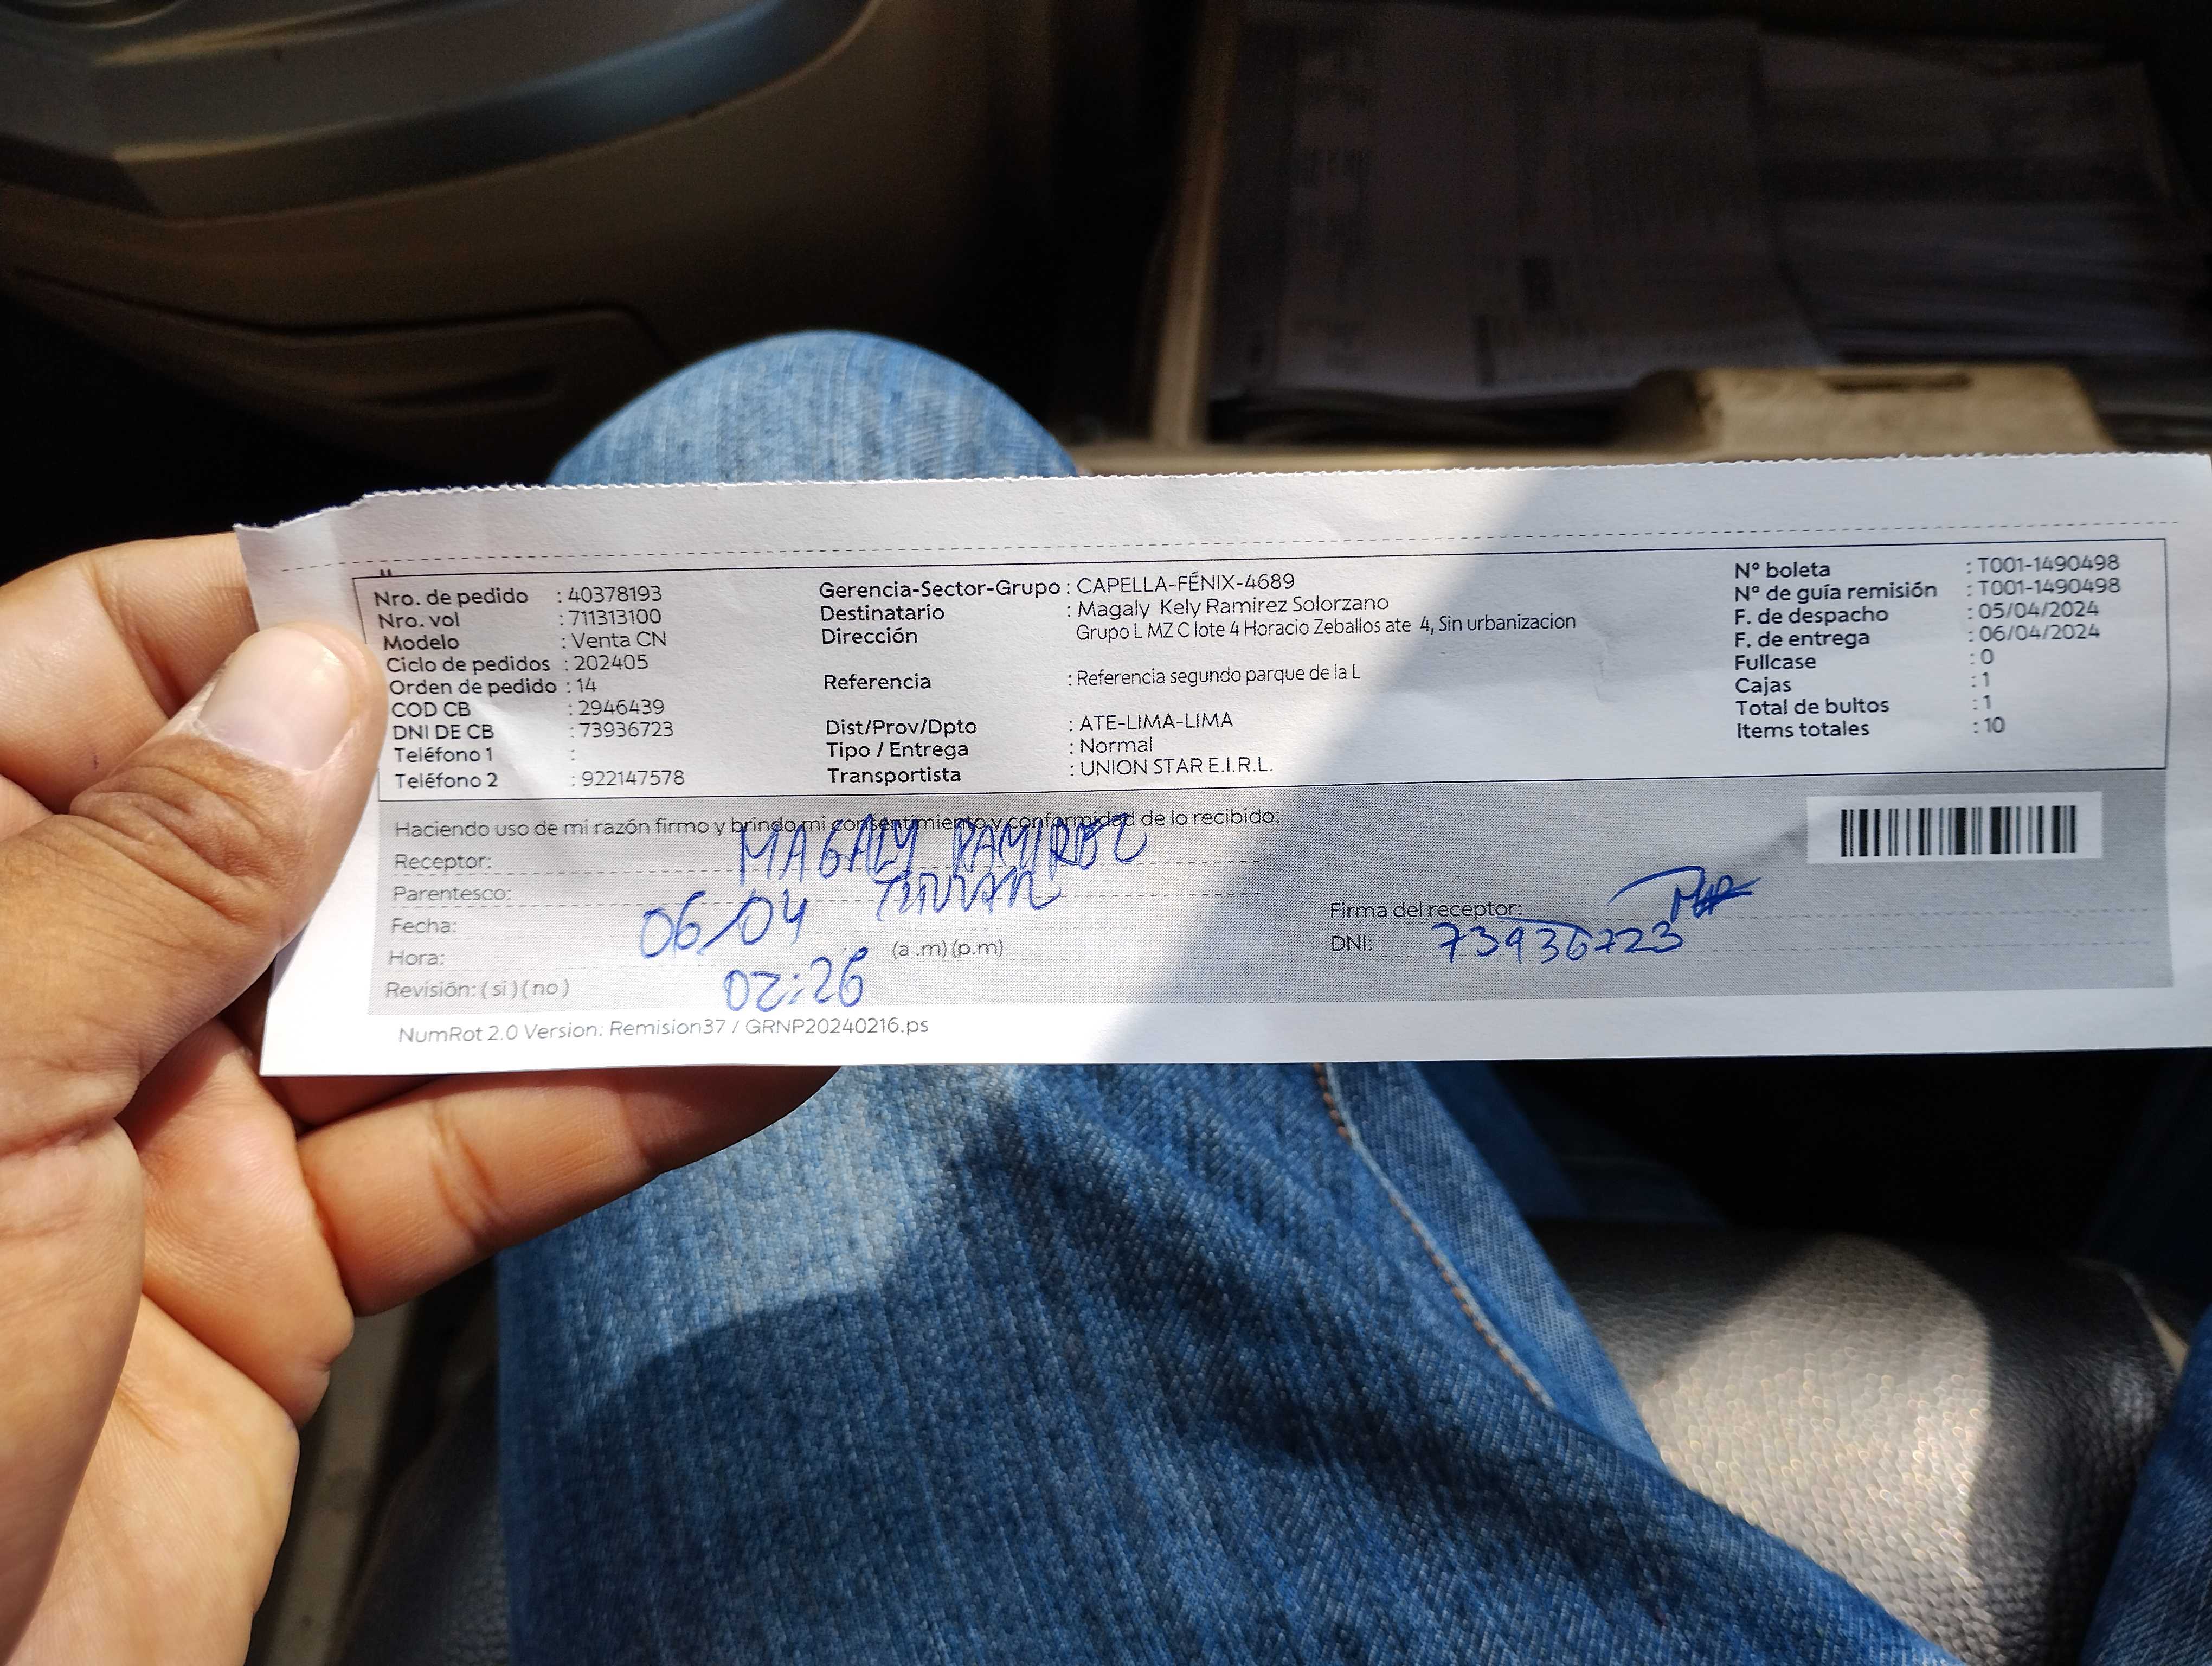 Nro. de pedido : 40378193
Nro. vol : 711313100
Modelo : Venta CN
Ciclo de pedidos : 202405
Orden de pedido : 14
COD CB : 2946439
DNI DE CB : 73936723
Teléfono 1 :
Teléfono 2 : 922147578
Gerencia-Sector-Grupo : CAPELLA-FÉNIX-4689
Destinatario : Magaly Kely Ramirez Solorzano
Dirección Grupo L MZ C lote 4 Horacio Zeballos ate 4, Sin urbanizacion
Referencia : Referencia segundo parque de la L
Dist/Prov/Dpto : ATE-LIMA-LIMA
Tipo / Entrega : Normal
Transportista : UNION STAR E.I.R.L.
N° boleta : T001-1490498
N° de guía remisión : T001-1490498
F. de despacho : 05/04/2024
F. de entrega : 06/04/2024
Fullcase : 0
Cajas : 1
Total de bultos : 1
Items totales : 10
Haciendo uso de mi razón firmo y brindo mi consentimiento y conformidad de lo recibido:
Receptor: MAGALY RAMIREZ
Parentesco:
Fecha: 06/04
Hora: 02:26 (a .m) (p.m)
Revisión: ( si ) ( no )
Firma del receptor:
DNI: 73936723
NumRot 2.0 Version: Remision37 / GRNP20240216.ps